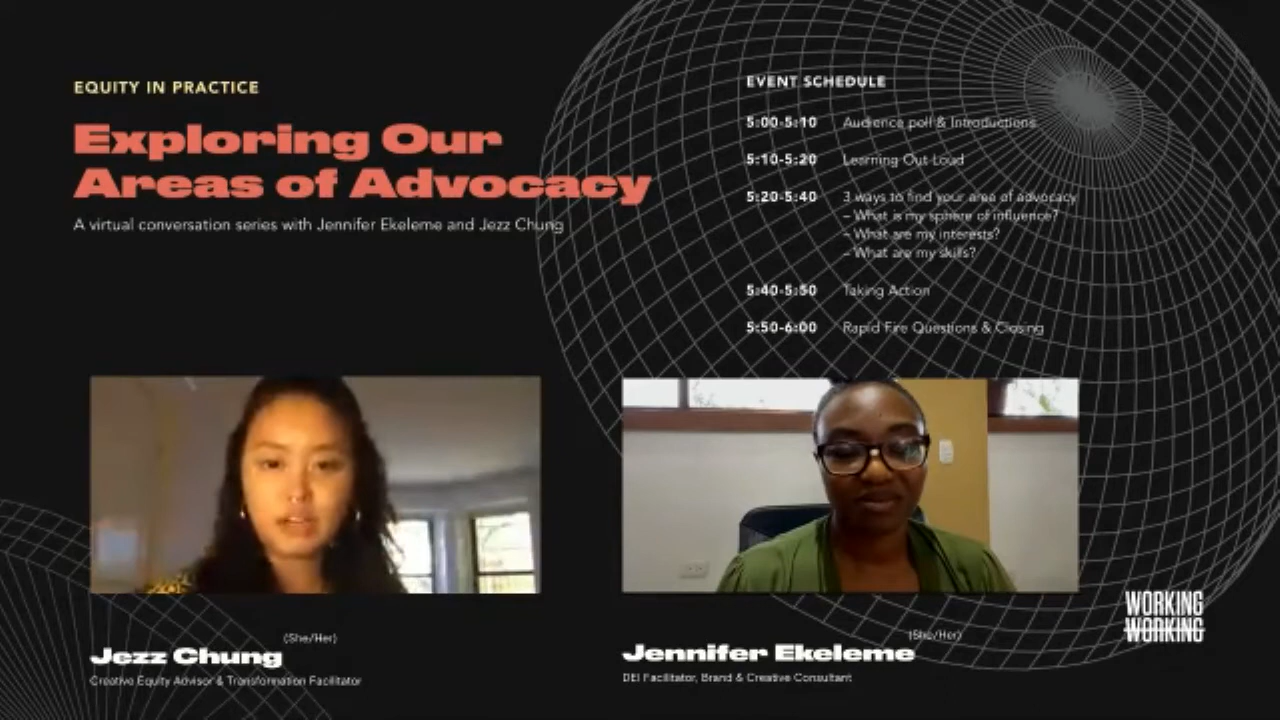 EQUITY IN PRACTICE
Exploring Our
Areas of Advocacy
A virtual conversation series with Jennifer Ekeleme and Jezz Chung
EVENT SCHEDULE
5:00-5:10 Audience poll & Introductions
5:10-5:20 Learning Out Loud
5:20-5:40 3 ways to find your area of advocacy
– What is my sphere of influence?
– What are my interests?
– What are my skills?
5:40-5:50 Taking Action
5:50-6:00 Rapid Fire Questions & Closing
(She/Her)
Jezz Chung
Creative Equity Advisor & Transformation Facilitator
(She/Her)
Jennifer Ekeleme
DEI Facilitator, Brand & Creative Consultant
WORKING
WORKING